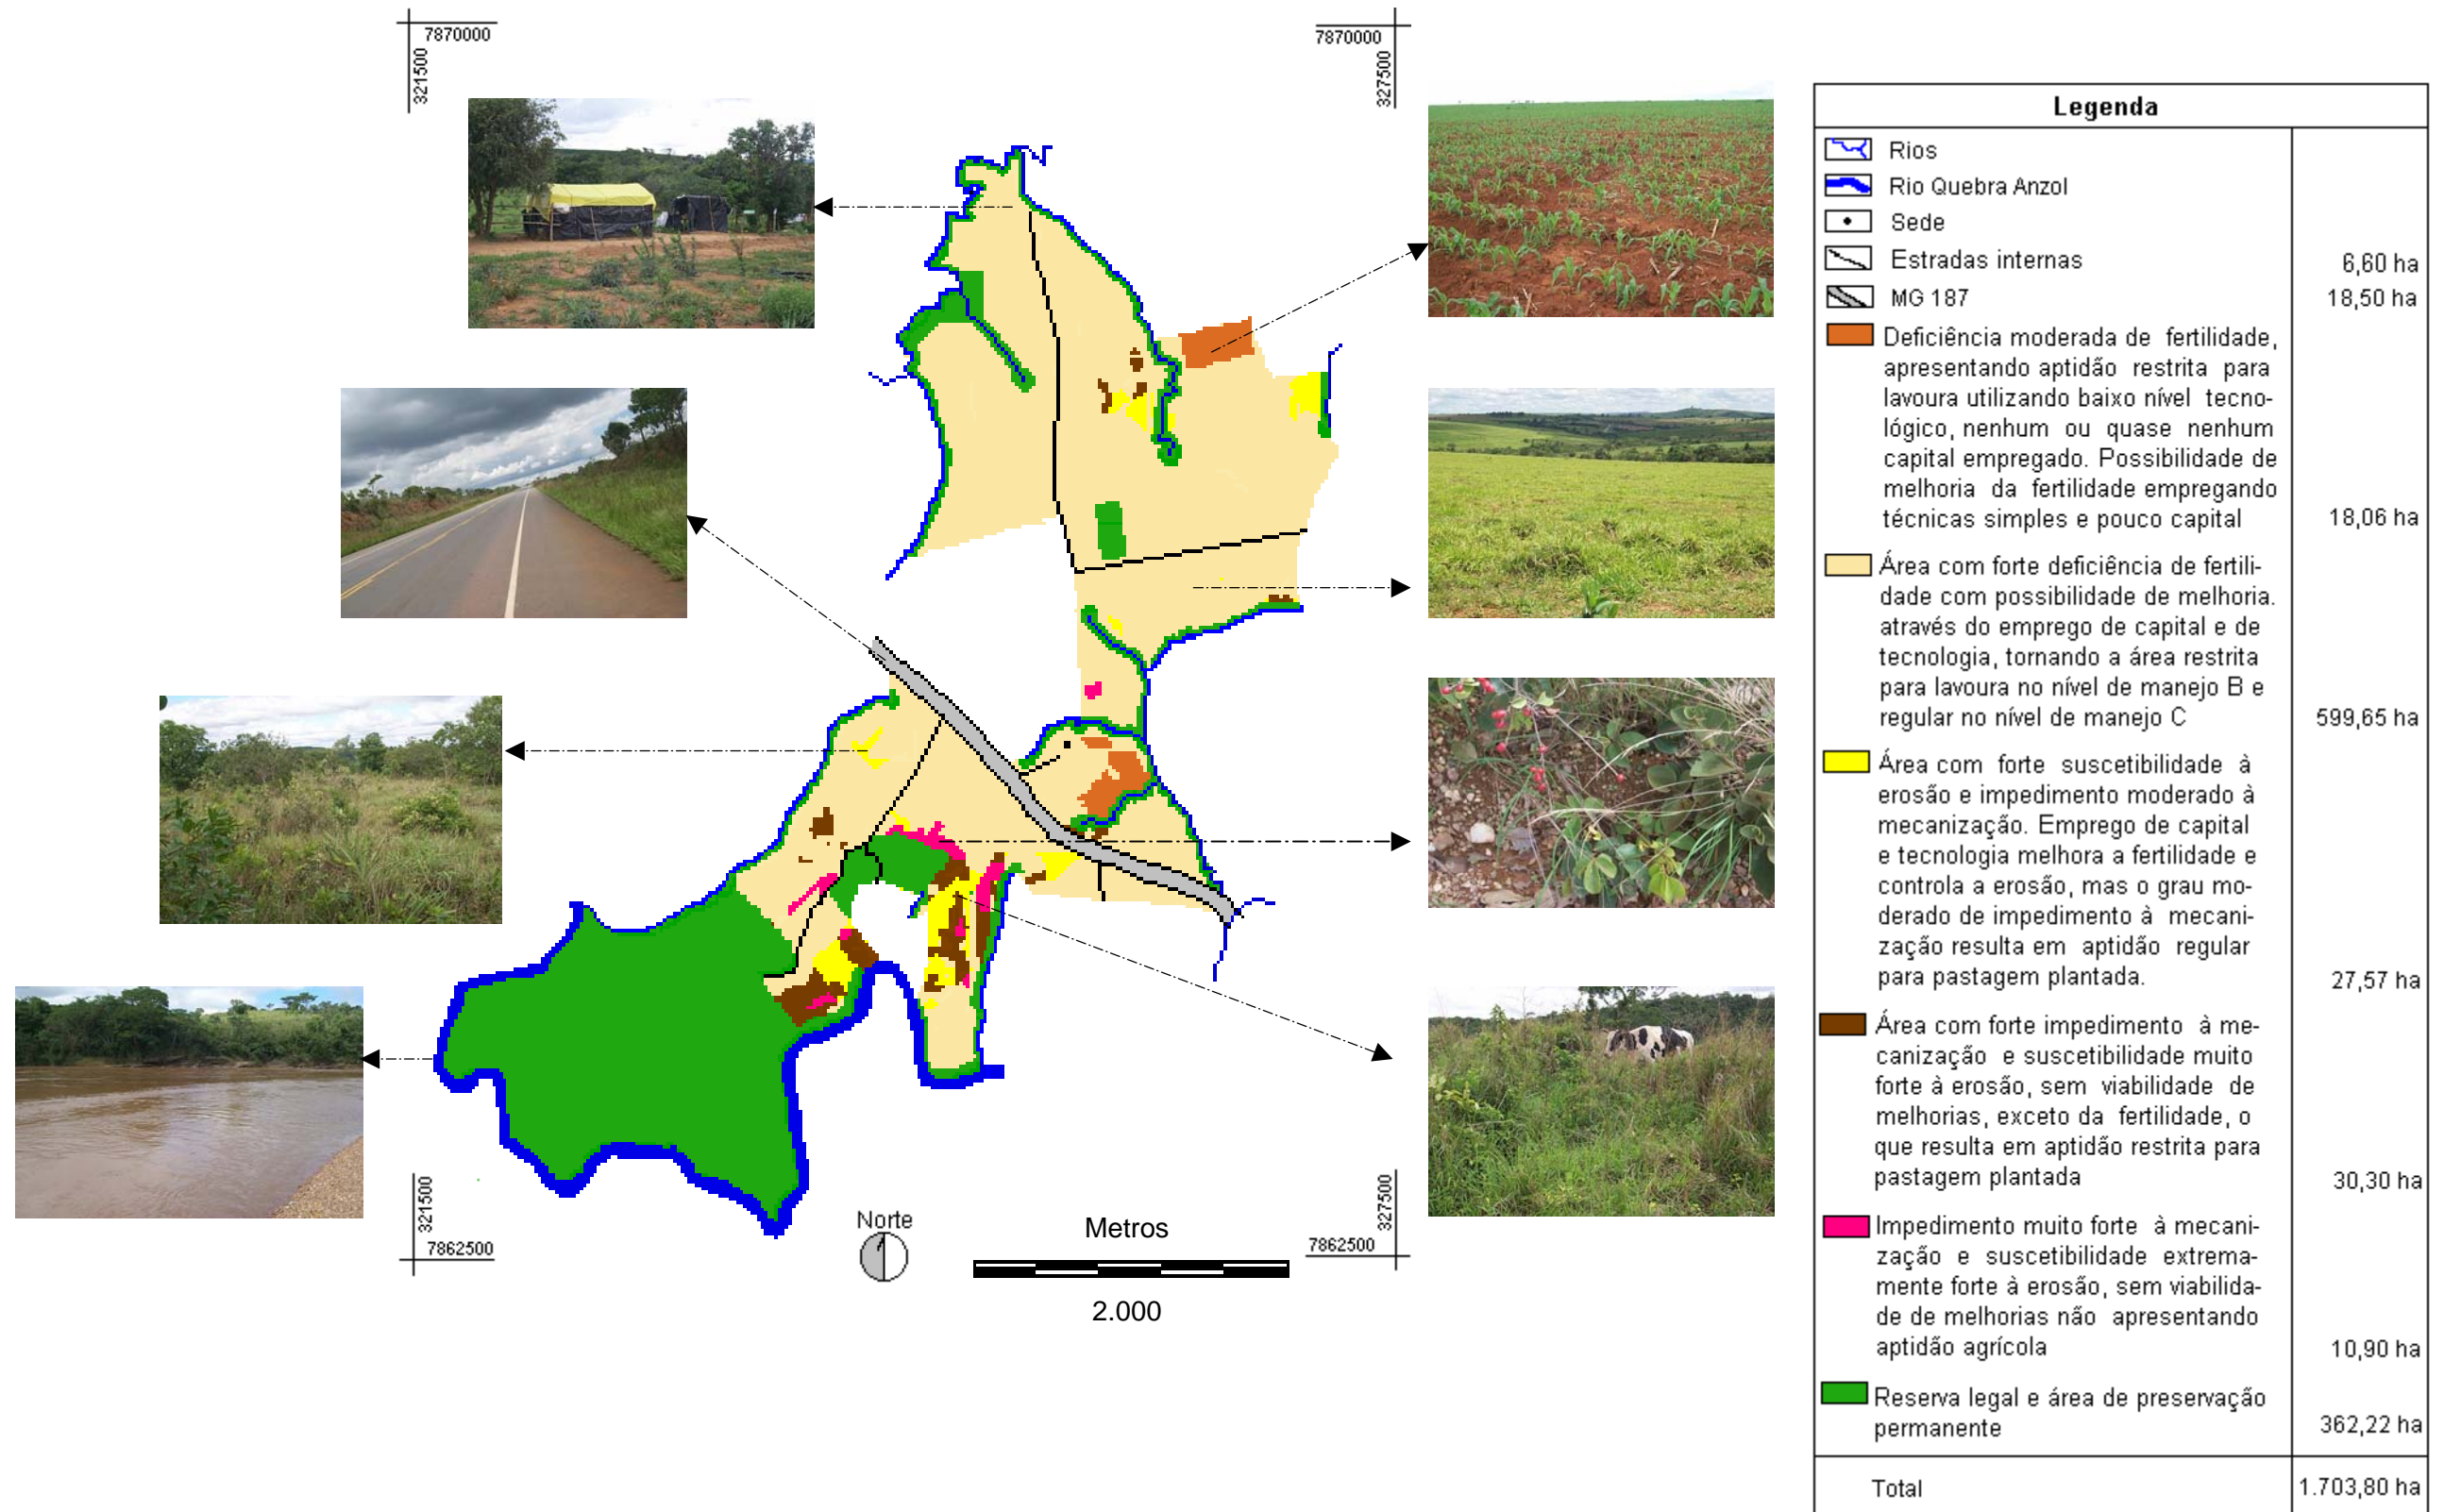 7870000
321500
7870000
327500
Legenda
Rios
Rio Quebra Anzol
Sede
Estradas internas 6,60 ha
MG 187 18,50 ha
Deficiência moderada de fertilidade,
apresentando aptidão restrita para
lavoura utilizando baixo nível tecno-
lógico, nenhum ou quase nenhum
capital empregado. Possibilidade de
melhoria da fertilidade empregando
técnicas simples e pouco capital 18,06 ha
Área com forte deficiência de fertili-
dade com possibilidade de melhoria.
através do emprego de capital e de
tecnologia, tornando a área restrita
para lavoura no nível de manejo B e
regular no nível de manejo C 599,65 ha
Área com forte suscetibilidade à
erosão e impedimento moderado à
mecanização. Emprego de capital
e tecnologia melhora a fertilidade e
controla a erosão, mas o grau mo-
derado de impedimento à mecani-
zação resulta em aptidão regular
para pastagem plantada. 27,57 ha
Área com forte impedimento à me-
canização e suscetibilidade muito
forte à erosão, sem viabilidade de
melhorias, exceto da fertilidade, o
que resulta em aptidão restrita para
pastagem plantada 30,30 ha
Impedimento muito forte à mecani-
zação e suscetibilidade extrema-
mente forte à erosão, sem viabilida-
de de melhorias não apresentando
aptidão agrícola 10,90 ha
Reserva legal e área de preservação
permanente 362,22 ha
Total 1.703,80 ha
321500
7862500
Norte
Metros
2.000
327500
7862500